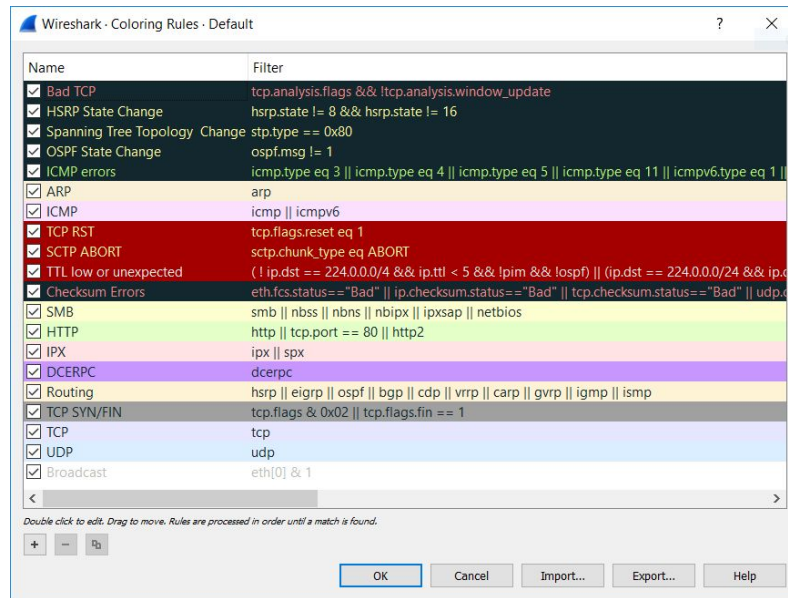 Wireshark · Coloring Rules · Default ?
Name Filter
Bad TCP tcp.analysis.flags && !tcp.analysis.window_update
HSRP State Change hsrp.state != 8 && hsrp.state != 16
Spanning Tree Topology Change stp.type == 0x80
OSPF State Change ospf.msg != 1
ICMP errors icmp.type eq 3 || icmp.type eq 4 || icmp.type eq 5 || icmp.type eq 11 || icmpv6.type eq 1 ||
ARP arp
ICMP icmp || icmpv6
TCP RST tcp.flags.reset eq 1
SCTP ABORT sctp.chunk_type eq ABORT
TTL low or unexpected ( ! ip.dst == 224.0.0.0/4 && ip.ttl < 5 && !pim && !ospf) || (ip.dst == 224.0.0.0/24 && ip.
Checksum Errors eth.fcs.status=="Bad" || ip.checksum.status=="Bad" || tcp.checksum.status=="Bad" || udp.
SMB smb || nbss || nbns || nbipx || ipxsap || netbios
HTTP http || tcp.port == 80 || http2
IPX ipx || spx
DCERPC dcerpc
Routing hsrp || eigrp || ospf || bgp || cdp || vrrp || carp || gvrp || igmp || ismp
TCP SYN/FIN tcp.flags & 0x02 || tcp.flags.fin == 1
TCP tcp
UDP udp
Broadcast eth[0] & 1
Double click to edit. Drag to move. Rules are processed in order until a match is found.
OK Cancel Import... Export... Help